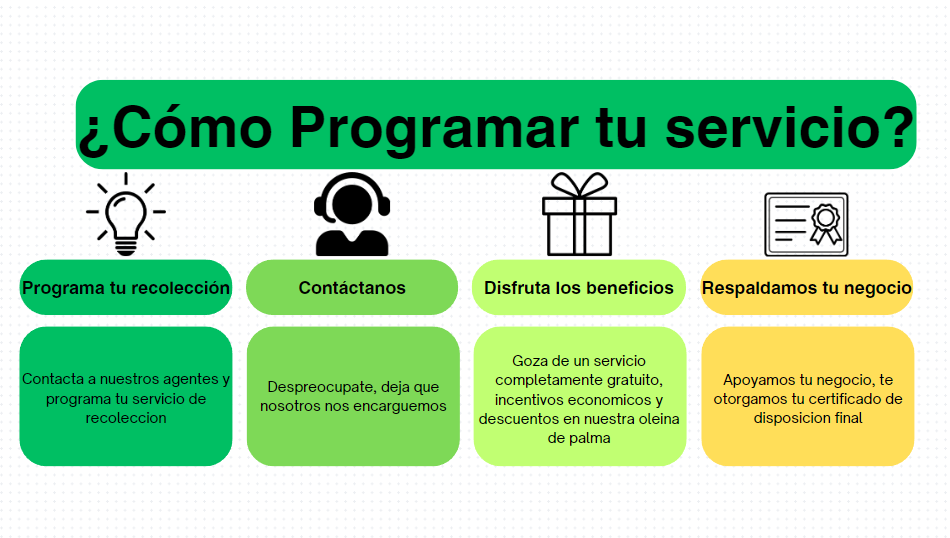 ¿Cómo Programar tu servicio?
Programa tu recolección
Contacta a nuestros agentes y
programa tu servicio de
recoleccion
Contáctanos
Despreocupate, deja que
nosotros nos encarguemos
Disfruta los beneficios
Goza de un servicio
completamente gratuito,
incentivos economicos y
descuentos en nuestra oleina
de palma
Respaldamos tu negocio
Apoyamos tu negocio, te
otorgamos tu certificado de
disposicion final